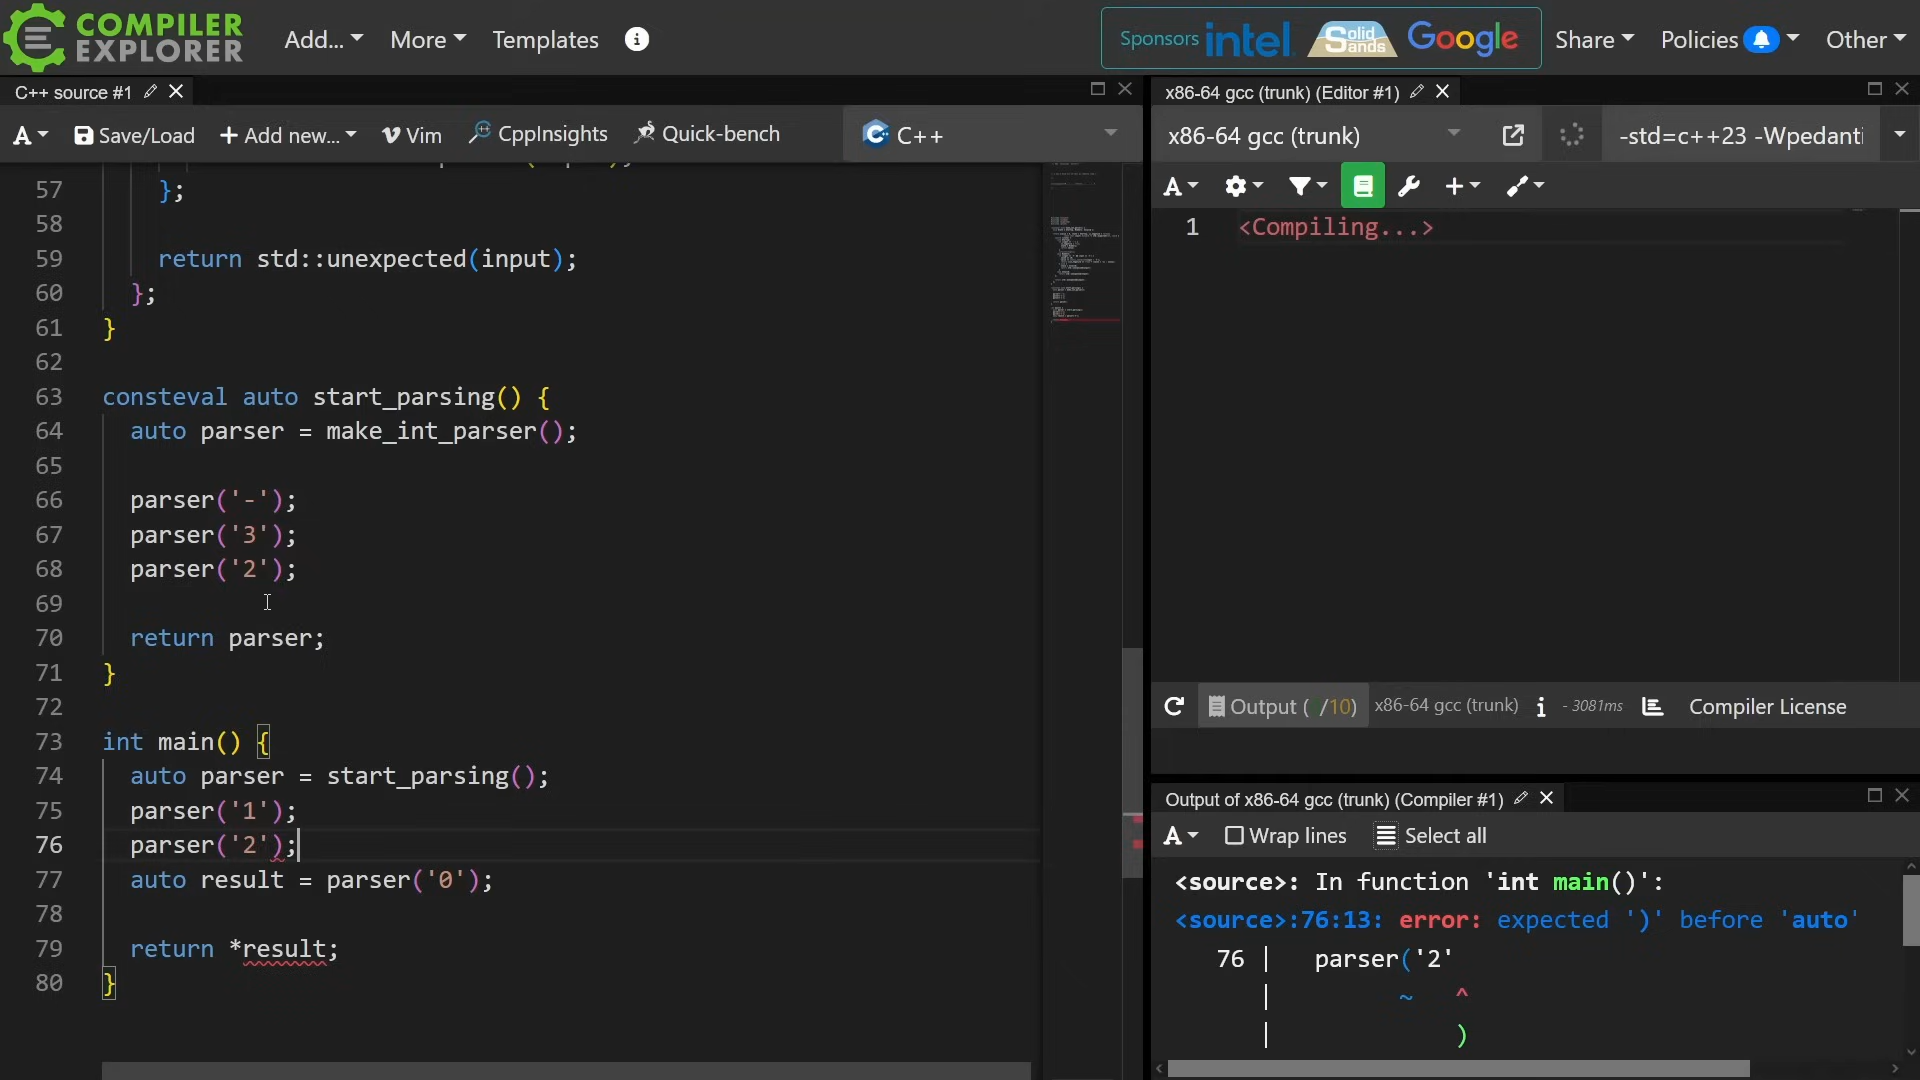 COMPILER
EXPLORER
Add...
More
Templates
Sponsors intel Solid Sands Google
Share
Policies
Other
C++ source #1
A
Save/Load
+ Add new...
Vim
CppInsights
Quick-bench
C++
57 };
58
59 return std::unexpected(input);
60 };
61 }
62
63 consteval auto start_parsing() {
64 auto parser = make_int_parser();
65
66 parser('-');
67 parser('3');
68 parser('2');
69
70 return parser;
71 }
72
73 int main() {
74 auto parser = start_parsing();
75 parser('1');
76 parser('2');
77 auto result = parser('0');
78
79 return *result;
80 }
x86-64 gcc (trunk) (Editor #1)
x86-64 gcc (trunk)
-std=c++23 -Wpedanti
A
1 <Compiling...>
Output ( /10)
x86-64 gcc (trunk)
- 3081ms
Compiler License
Output of x86-64 gcc (trunk) (Compiler #1)
A
Wrap lines
Select all
<source>: In function 'int main()':
<source>:76:13: error: expected ')' before 'auto'
76 | parser('2'
| ~ ^
| )